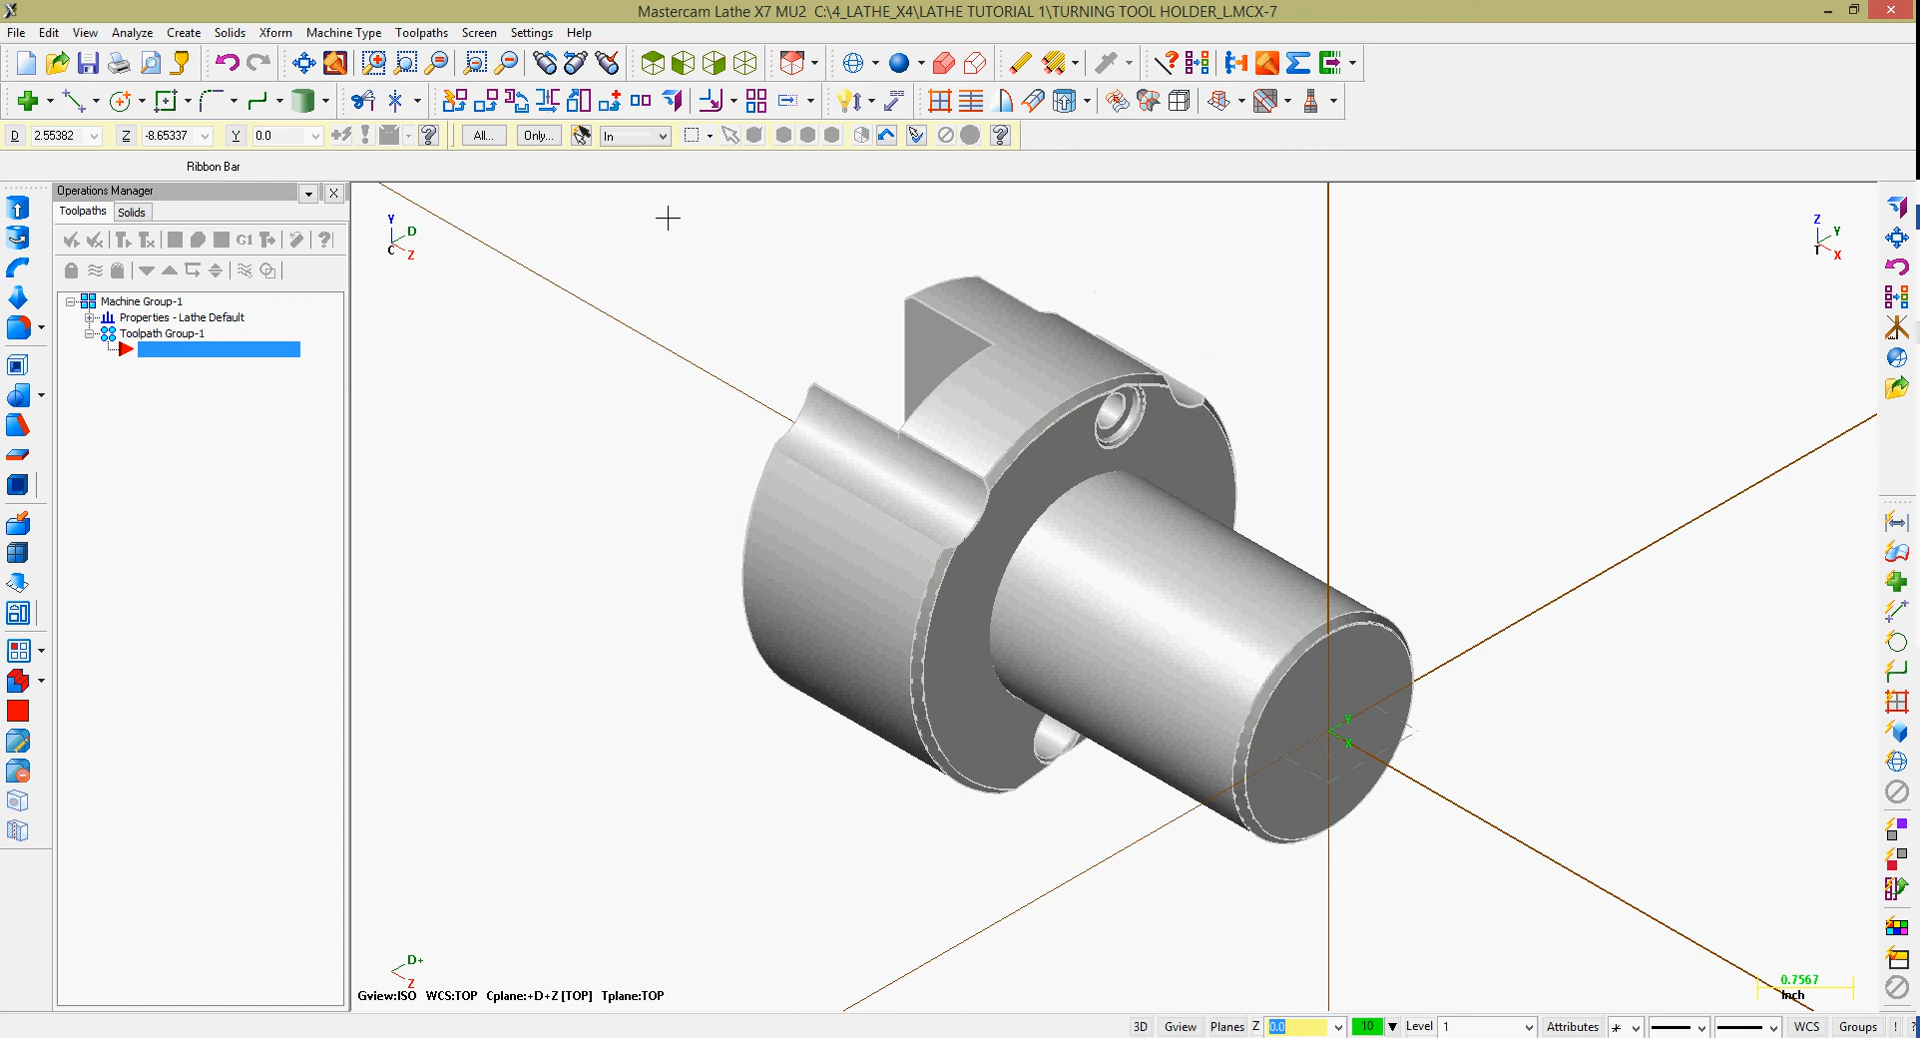 Mastercam Lathe X7 MU2 C:\4_LATHE_X4\LATHE TUTORIAL 1\TURNING TOOL HOLDER_L.MCX-7
File Edit View Analyze Create Solids Xform Machine Type Toolpaths Screen Settings Help
D 2.55382 Z -8.65337 Y 0.0 All... Only... In
Ribbon Bar
Operations Manager
Toolpaths Solids
G1
Machine Group-1
Properties - Lathe Default
Toolpath Group-1
Y
D
C
Z
Z
Y
T
X
Y
X
D+
Z
Gview:ISO WCS:TOP Cplane:+D+Z [TOP] Tplane:TOP
0.7567
Inch
3D Gview Planes Z 0.0 10 Level 1 Attributes WCS Groups ! ?